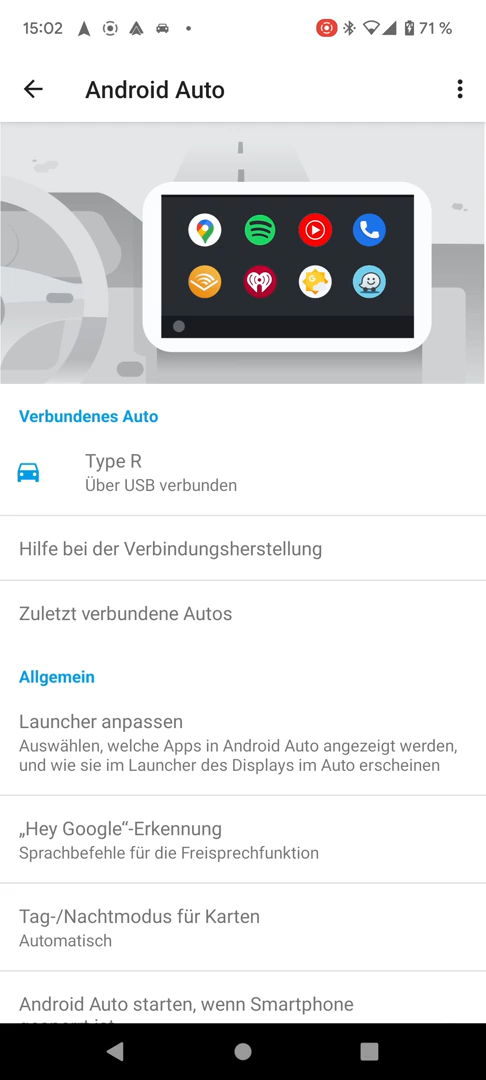 15:02
71 %
Android Auto
Verbundenes Auto
Type R
Über USB verbunden
Hilfe bei der Verbindungsherstellung
Zuletzt verbundene Autos
Allgemein
Launcher anpassen
Auswählen, welche Apps in Android Auto angezeigt werden,
und wie sie im Launcher des Displays im Auto erscheinen
„Hey Google“-Erkennung
Sprachbefehle für die Freisprechfunktion
Tag-/Nachtmodus für Karten
Automatisch
Android Auto starten, wenn Smartphone